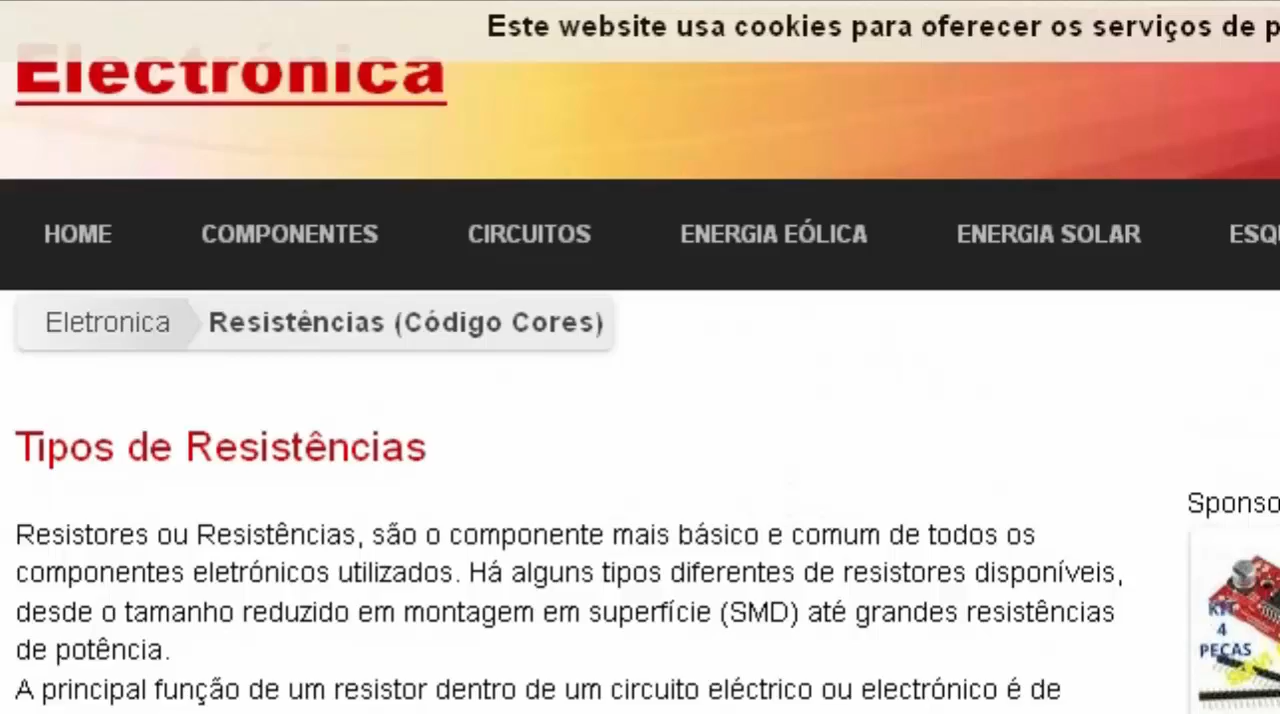 Este website usa cookies para oferecer os serviços de p
Electrónica
HOME COMPONENTES CIRCUITOS ENERGIA EÓLICA ENERGIA SOLAR ESQU
Eletronica Resistências (Código Cores)
Tipos de Resistências
Sponso
Resistores ou Resistências, são o componente mais básico e comum de todos os
componentes eletrónicos utilizados. Há alguns tipos diferentes de resistores disponíveis,
desde o tamanho reduzido em montagem em superfície (SMD) até grandes resistências
de potência.
A principal função de um resistor dentro de um circuito eléctrico ou electrónico é de
KIT
4
PECAS